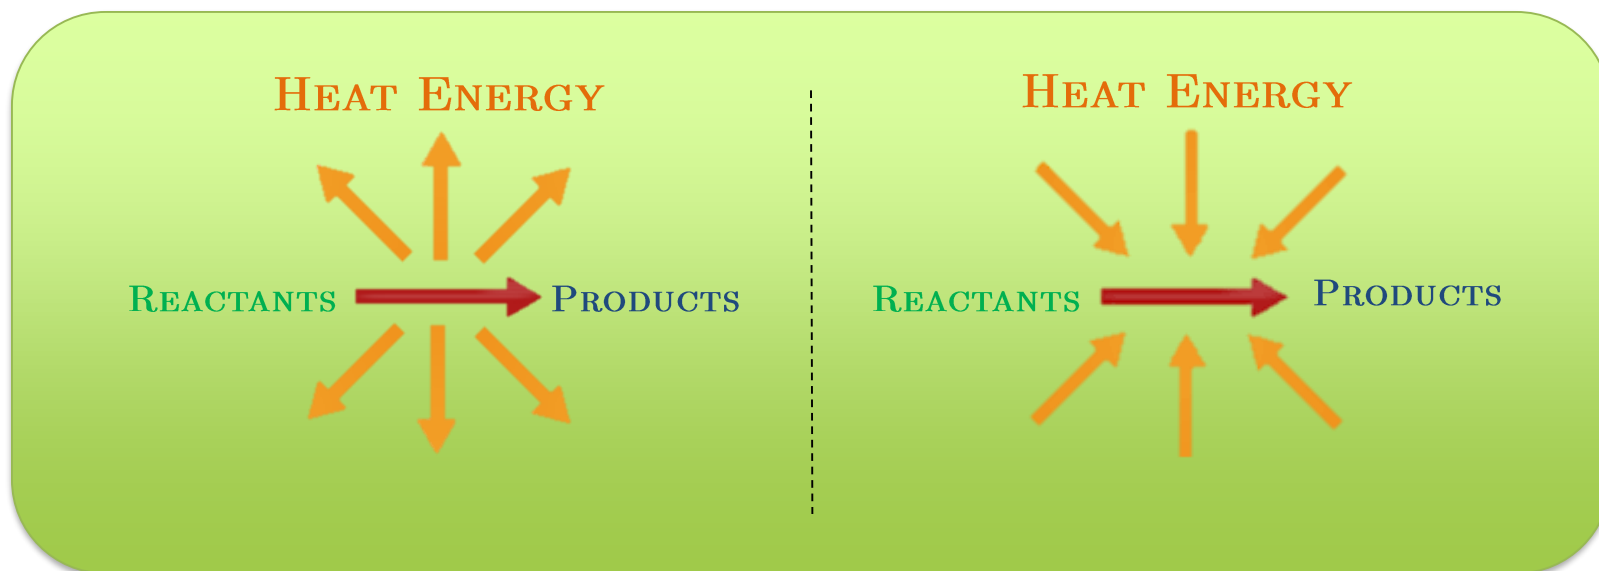 Heat Energy
Reactants
Products
Heat Energy
Reactants
Products